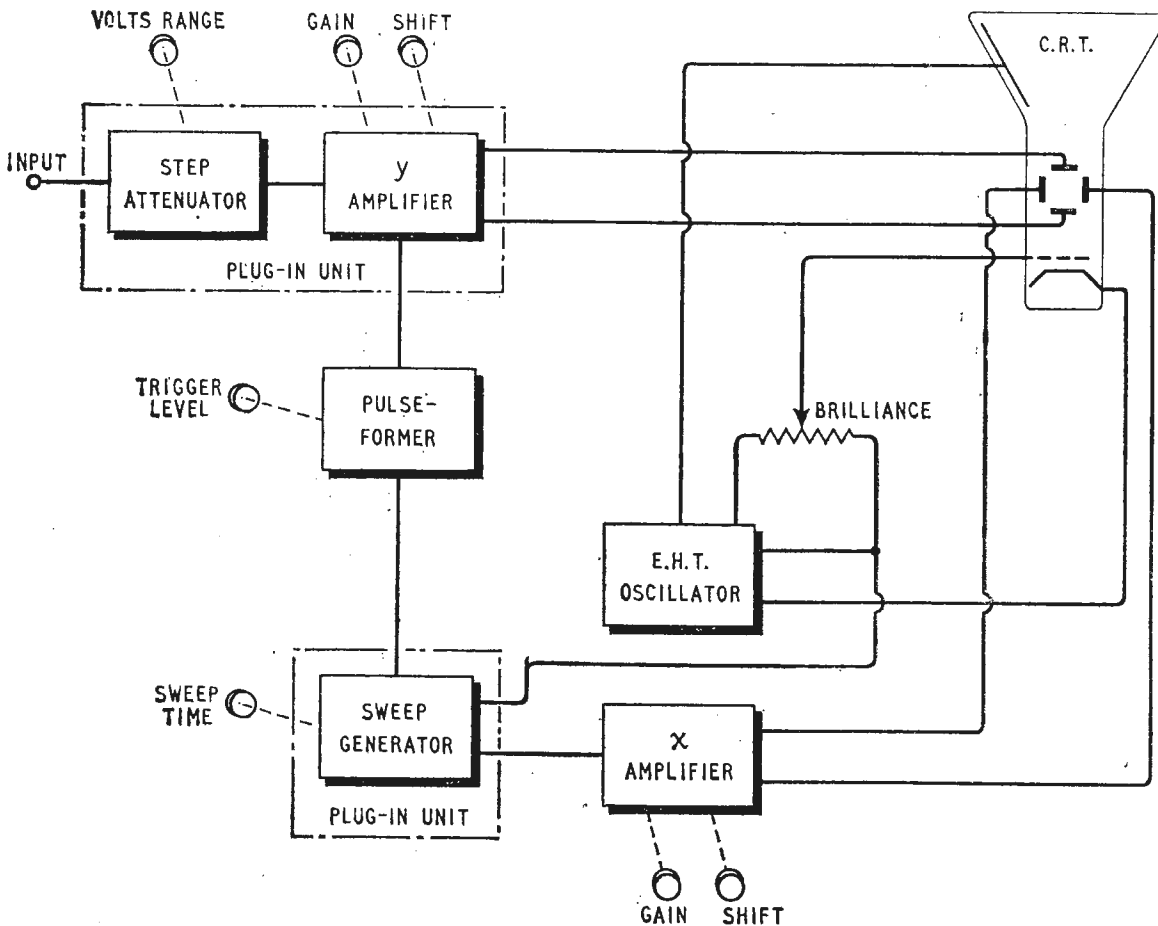 VOLTS RANGE
GAIN
SHIFT
C.R.T.
INPUT
STEP
ATTENUATOR
y
AMPLIFIER
PLUG-IN UNIT
TRIGGER
LEVEL
PULSE-
FORMER
BRILLIANCE
E.H.T.
OSCILLATOR
SWEEP
TIME
SWEEP
GENERATOR
x
AMPLIFIER
PLUG-IN UNIT
GAIN
SHIFT